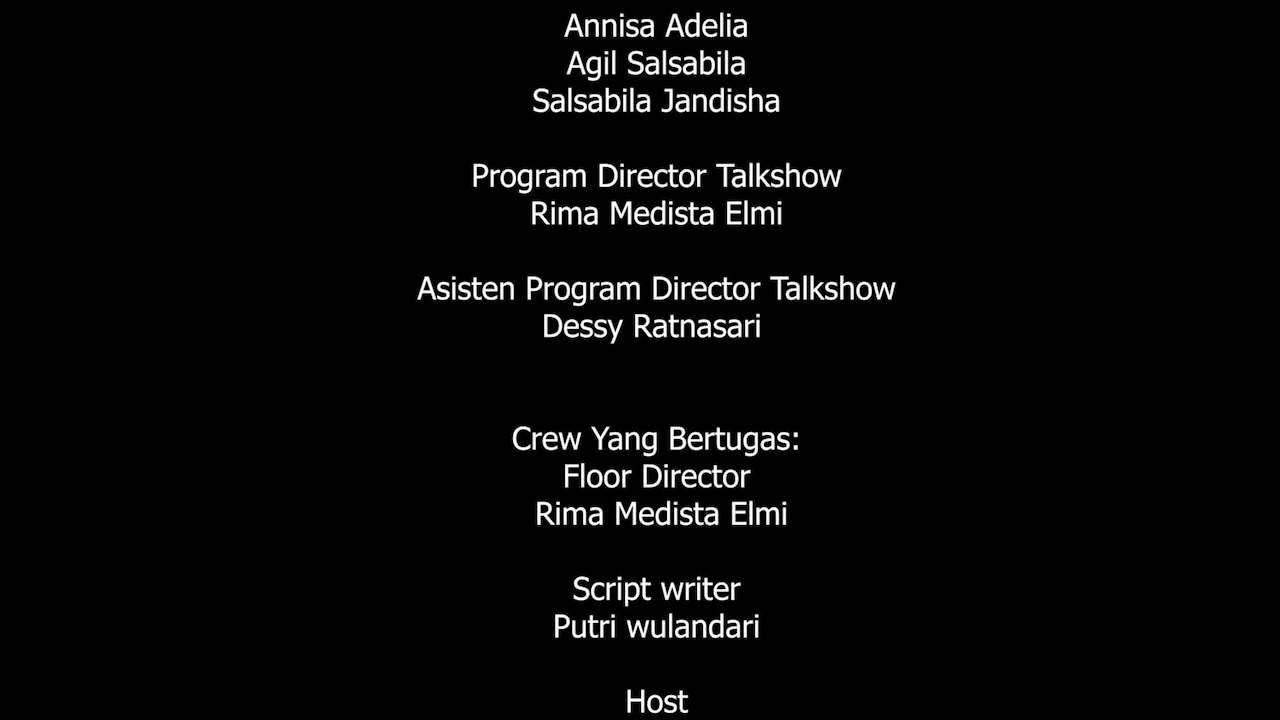 Annisa Adelia
Agil Salsabila
Salsabila Jandisha
Program Director Talkshow
Rima Medista Elmi
Asisten Program Director Talkshow
Dessy Ratnasari
Crew Yang Bertugas:
Floor Director
Rima Medista Elmi
Script writer
Putri wulandari
Host